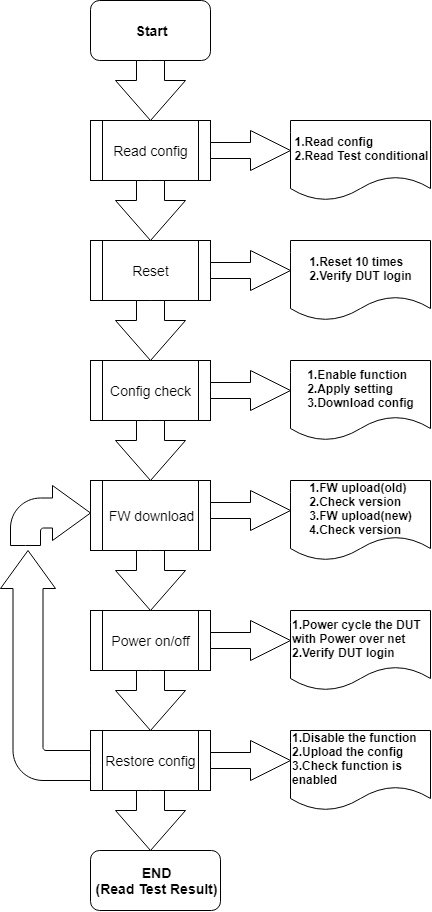 Start
Read config
1.Read config
2.Read Test conditional
Reset
1.Reset 10 times
2.Verify DUT login
Config check
1.Enable function
2.Apply setting
3.Download config
FW download
1.FW upload(old)
2.Check version
3.FW upload(new)
4.Check version
Power on/off
1.Power cycle the DUT
with Power over net
2.Verify DUT login
Restore config
1.Disable the function
2.Upload the config
3.Check function is
enabled
END
(Read Test Result)